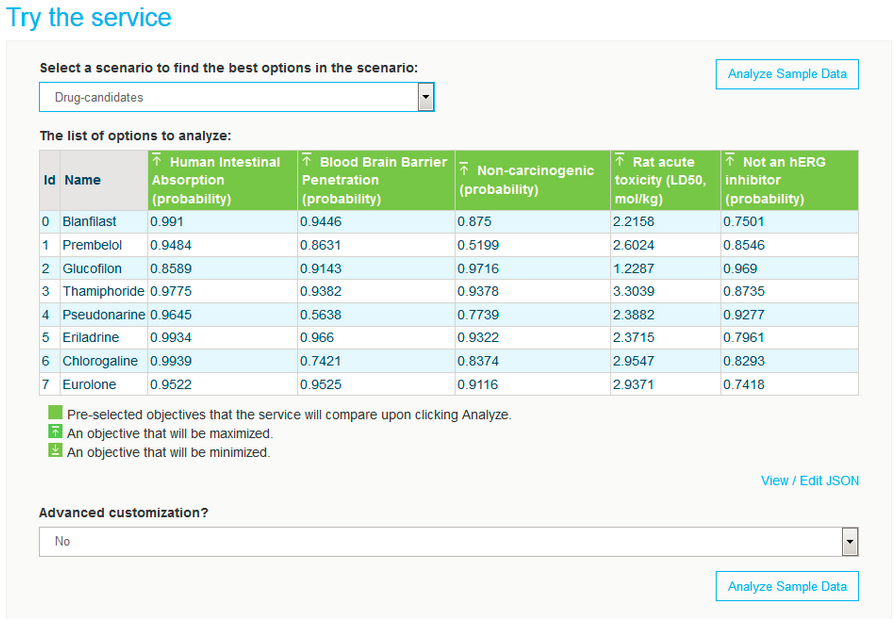 Try the service
Select a scenario to find the best options in the scenario:
Analyze Sample Data
Drug-candidates
The list of options to analyze:
Id Name Human Intestinal Absorption (probability) Blood Brain Barrier Penetration (probability) Non-carcinogenic (probability) Rat acute toxicity (LD50, mol/kg) Not an hERG inhibitor (probability)
0 Blanfilast 0.991 0.9446 0.875 2.2158 0.7501
1 Prembelol 0.9484 0.8631 0.5199 2.6024 0.8546
2 Glucofilon 0.8589 0.9143 0.9716 1.2287 0.969
3 Thamiphoride 0.9775 0.9382 0.9378 3.3039 0.8735
4 Pseudonarine 0.9645 0.5638 0.7739 2.3882 0.9277
5 Eriladrine 0.9934 0.966 0.9322 2.3715 0.7961
6 Chlorogaline 0.9939 0.7421 0.8374 2.9547 0.8293
7 Eurolone 0.9522 0.9525 0.9116 2.9371 0.7418
Pre-selected objectives that the service will compare upon clicking Analyze.
An objective that will be maximized.
An objective that will be minimized.
View / Edit JSON
Advanced customization?
No
Analyze Sample Data